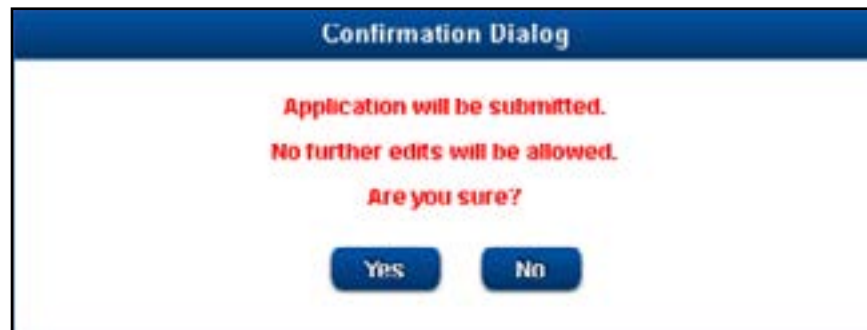 Confirmation Dialog
Application will be submitted.
No further edits will be allowed.
Are you sure?
Yes No